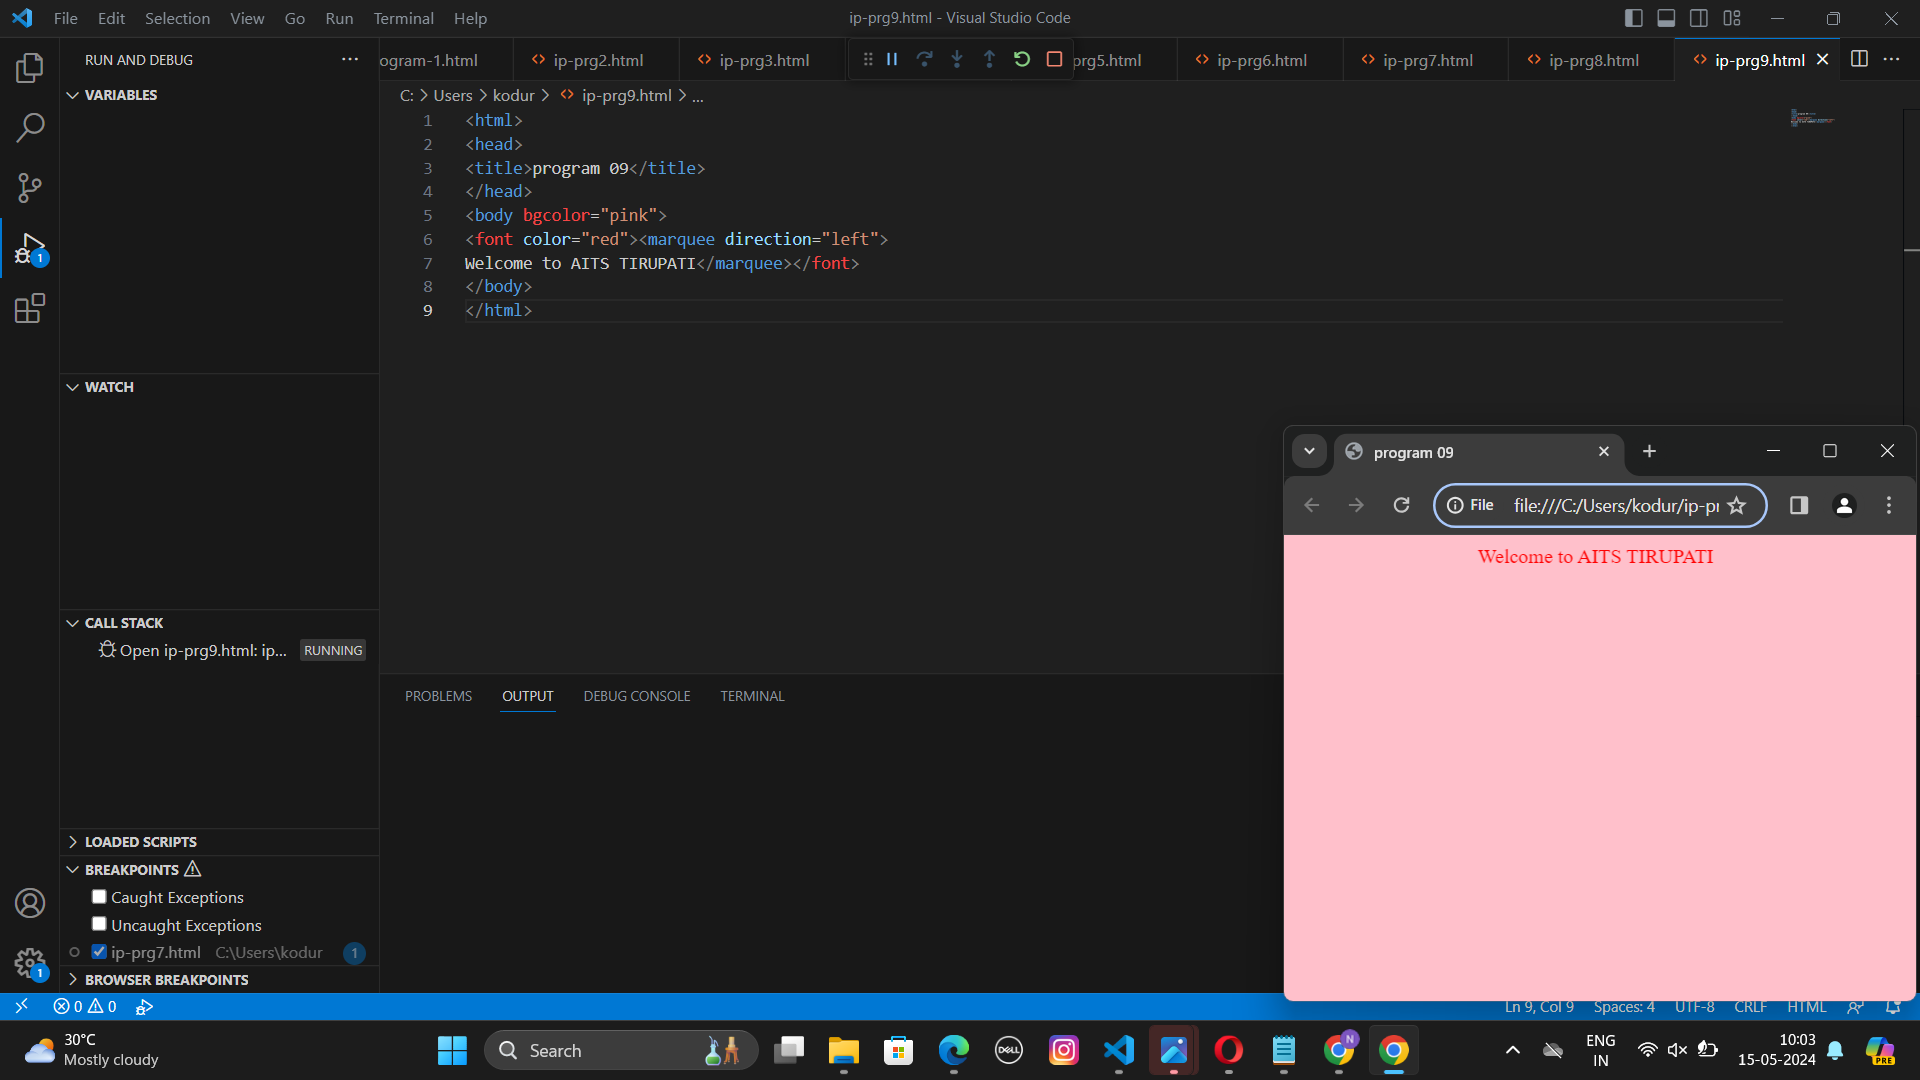 File Edit Selection View Go Run Terminal Help
ip-prg9.html - Visual Studio Code
RUN AND DEBUG
ogram-1.html ip-prg2.html ip-prg3.html prg5.html ip-prg6.html ip-prg7.html ip-prg8.html ip-prg9.html
VARIABLES
C: > Users > kodur > ip-prg9.html > ...
1 <html>
2 <head>
3 <title>program 09</title>
4 </head>
5 <body bgcolor="pink">
6 <font color="red"><marquee direction="left">
7 Welcome to AITS TIRUPATI</marquee></font>
8 </body>
9 </html>
WATCH
CALL STACK
Open ip-prg9.html: ip... RUNNING
LOADED SCRIPTS
BREAKPOINTS
Caught Exceptions
Uncaught Exceptions
ip-prg7.html C:\Users\kodur 1
BROWSER BREAKPOINTS
1
1
PROBLEMS OUTPUT DEBUG CONSOLE TERMINAL
program 09
File file:///C:/Users/kodur/ip-pr
Welcome to AITS TIRUPATI
0 0
Ln 9, Col 9 Spaces: 4 UTF-8 CRLF HTML
30°C
Mostly cloudy
Search
DELL
N
ENG
IN
10:03
15-05-2024
PRE